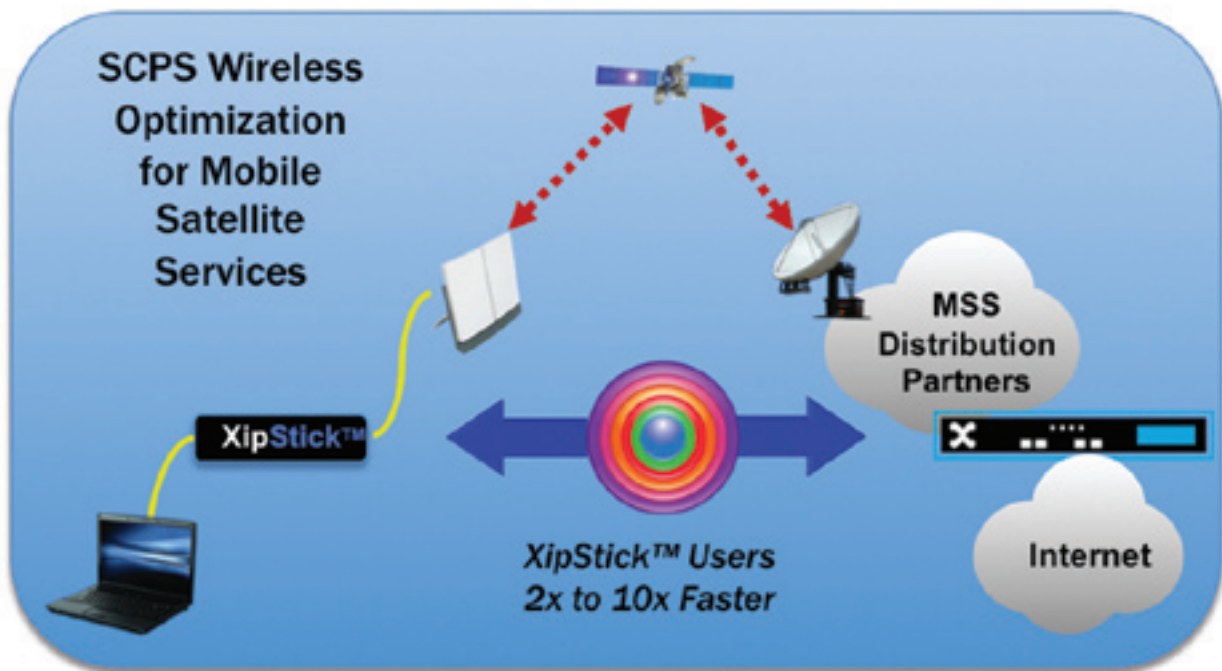 SCPS Wireless
Optimization
for Mobile
Satellite
Services
MSS
Distribution
Partners
XipStick™
XipStick™ Users
2x to 10x Faster
Internet